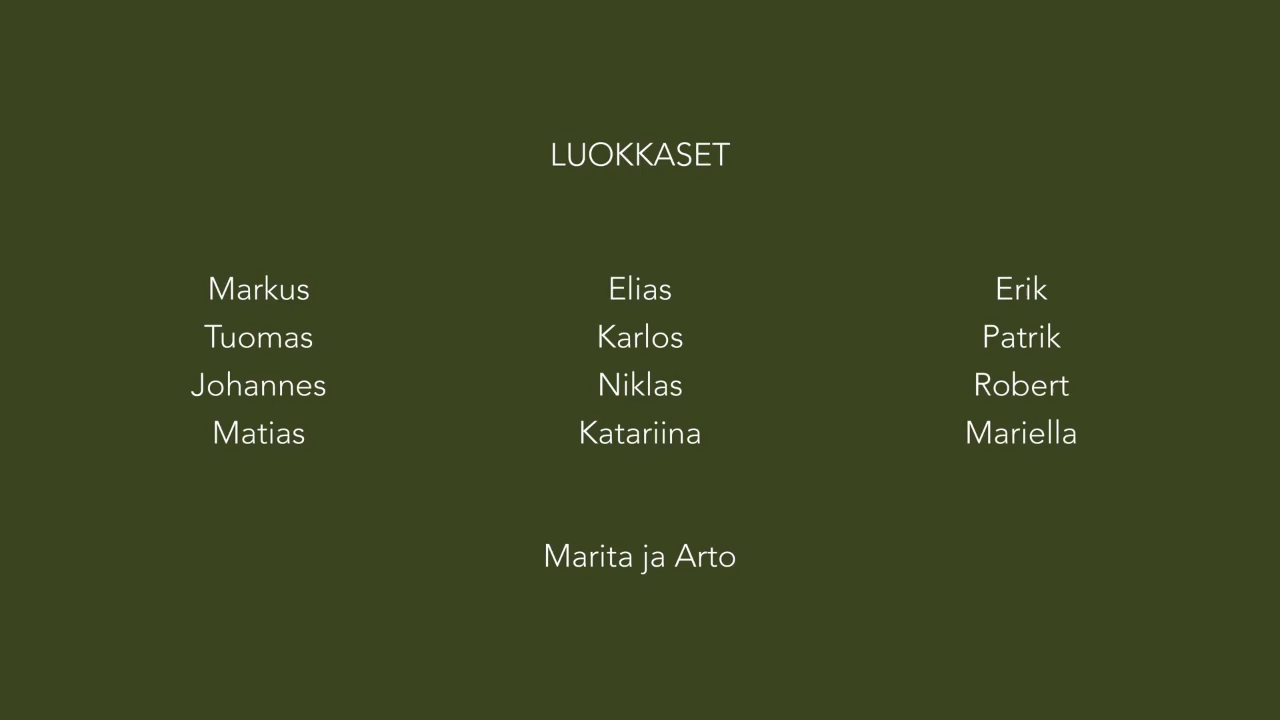 LUOKKASET
Markus
Tuomas
Johannes
Matias
Elias
Karlos
Niklas
Katariina
Erik
Patrik
Robert
Mariella
Marita ja Arto